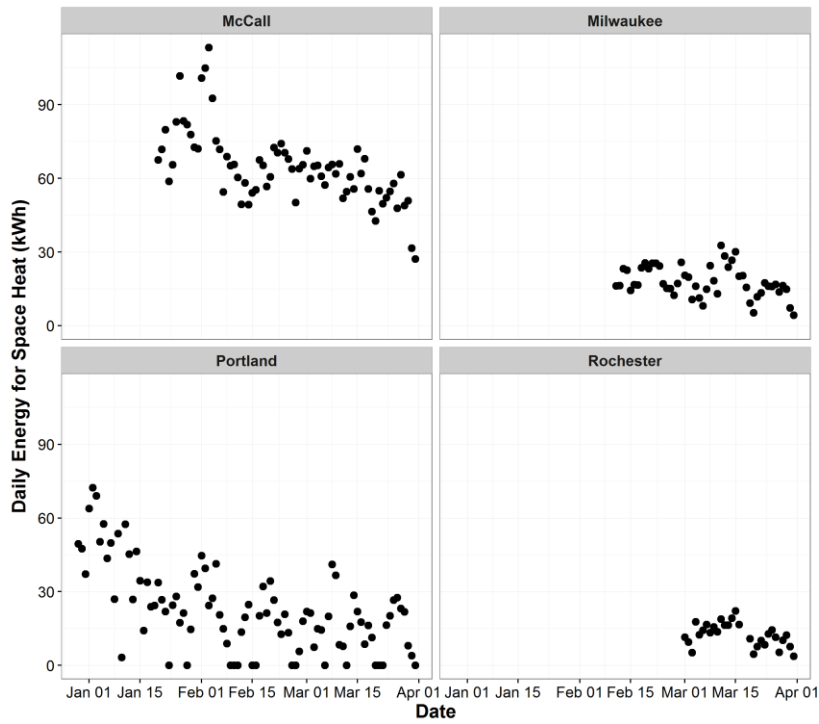 McCall Milwaukee
90
60
30
0
Portland Rochester
90
60
30
0
Daily Energy for Space Heat (kWh)
Jan 01 Jan 15 Feb 01 Feb 15 Mar 01 Mar 15 Apr 01 Jan 01 Jan 15 Feb 01 Feb 15 Mar 01 Mar 15 Apr 01
Date